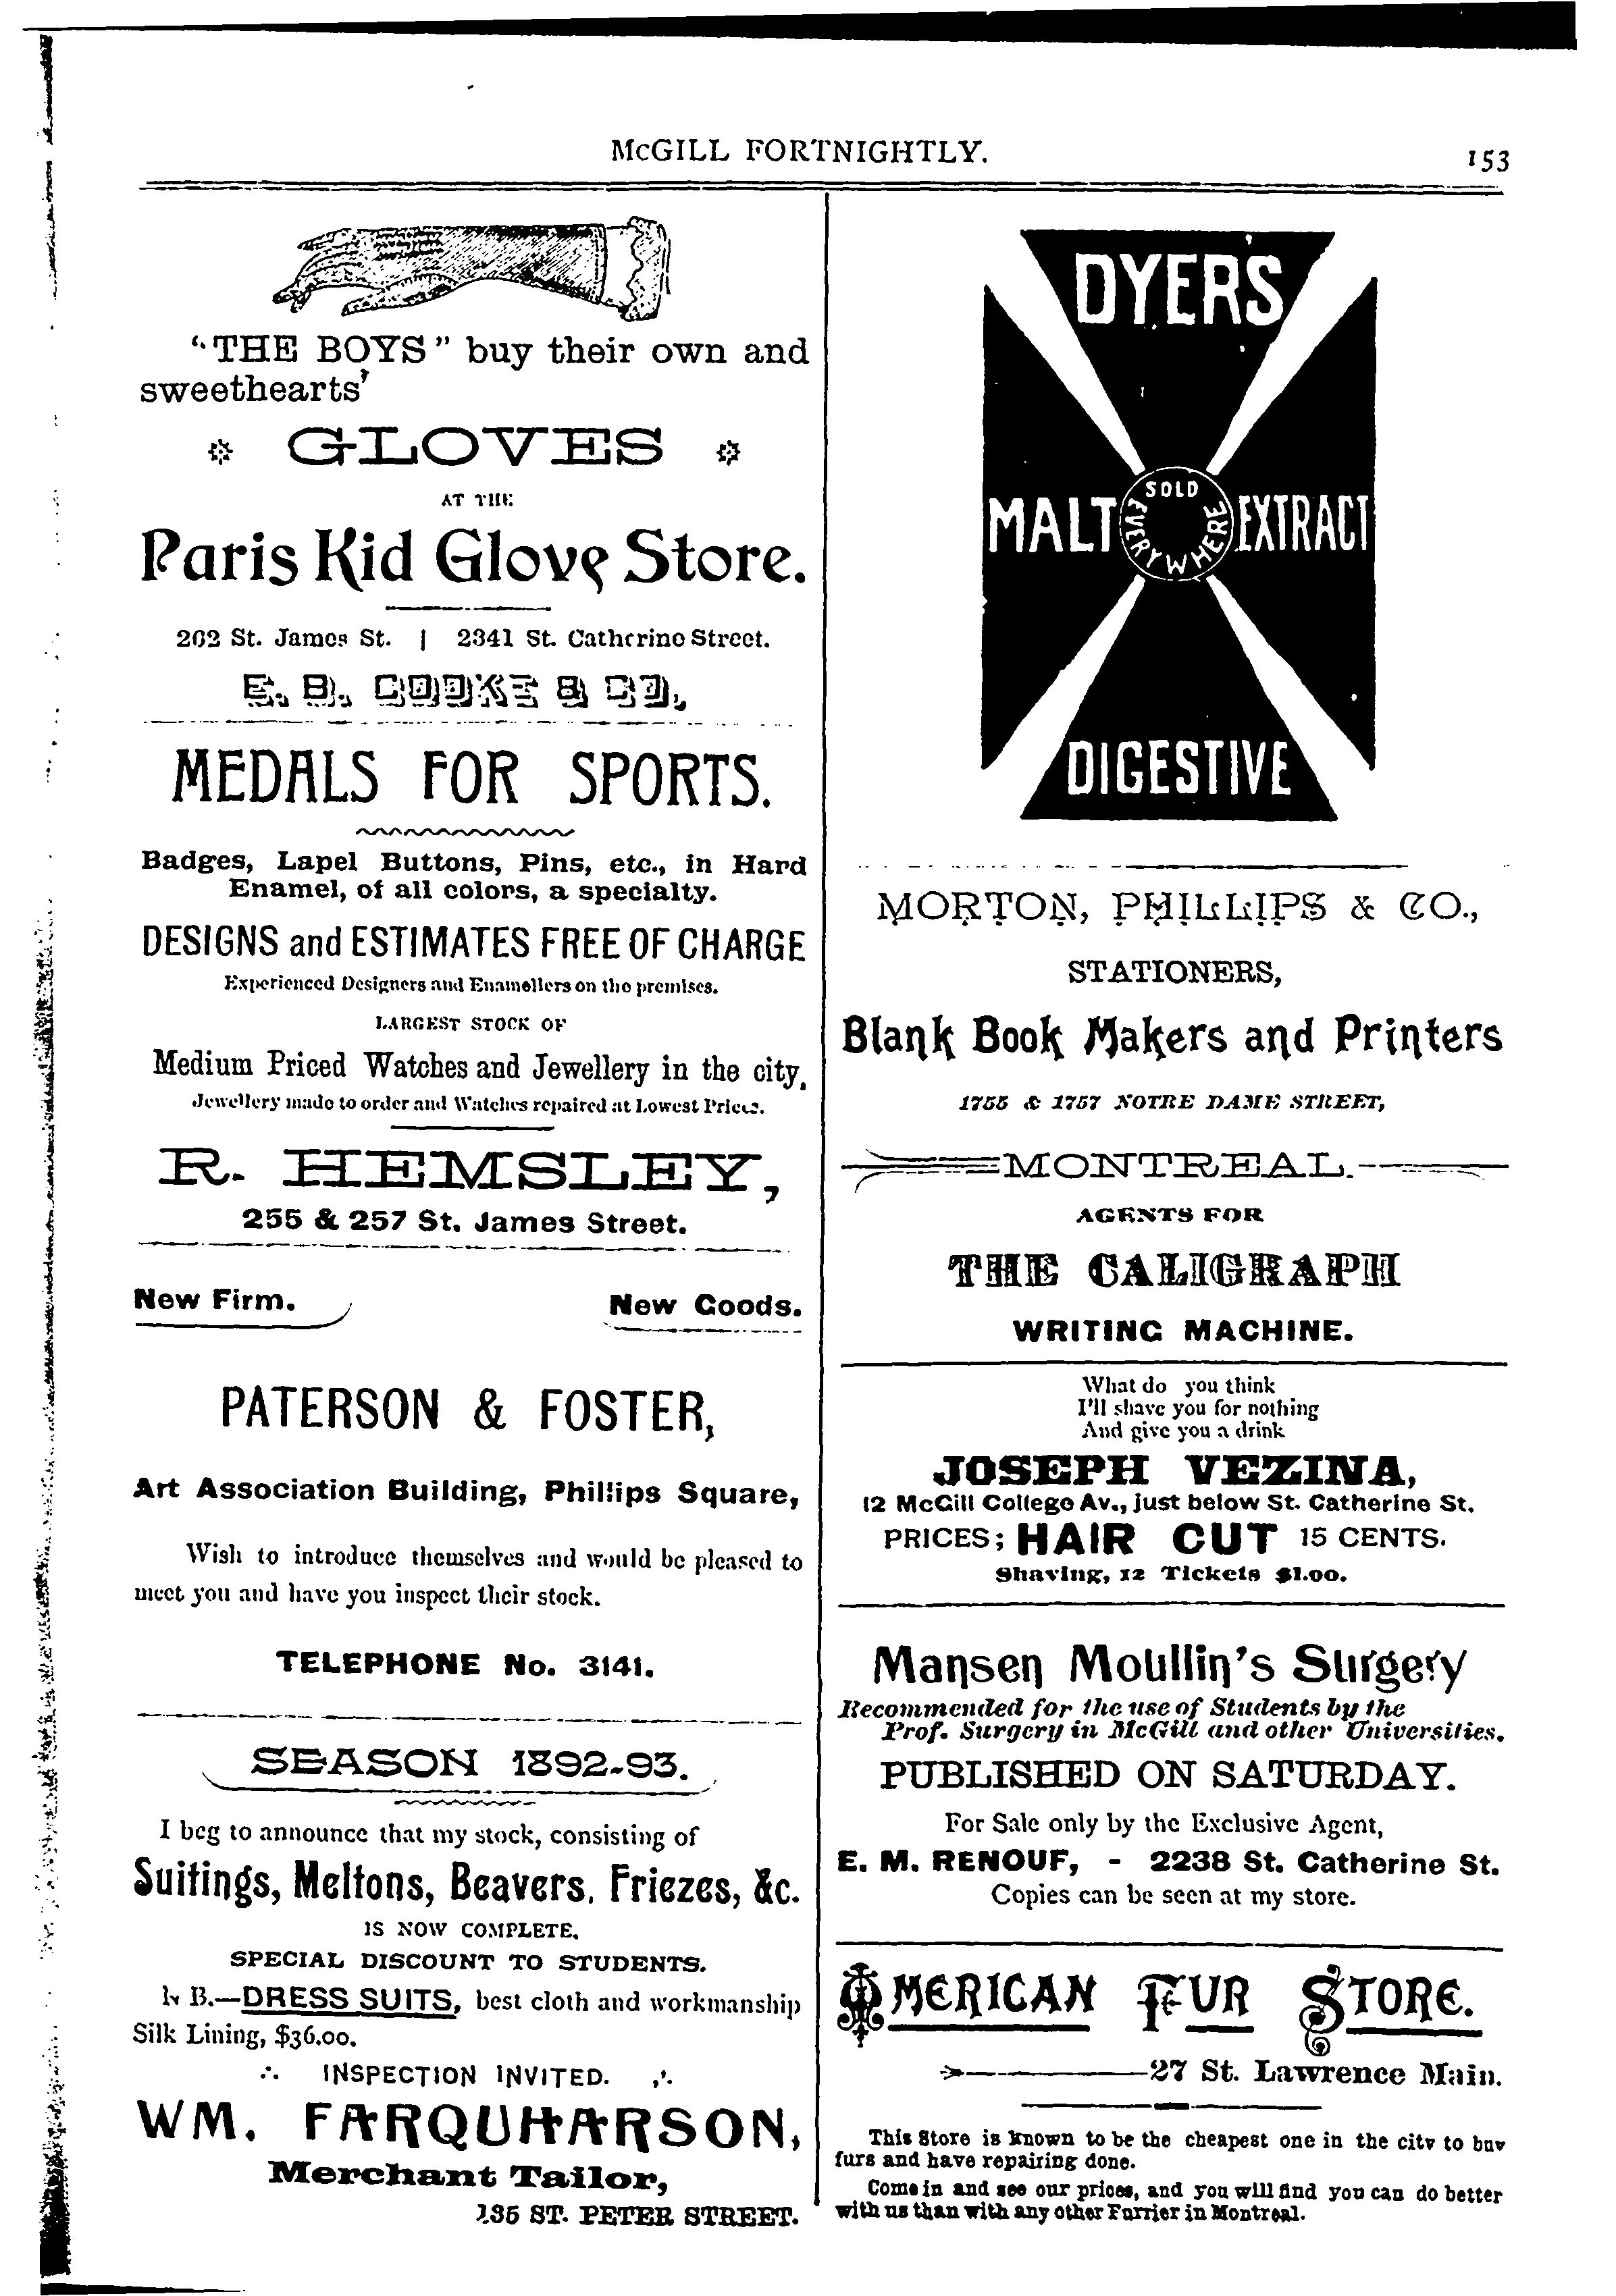 McGILL FORTNIGHTLY.
153
"THE BOYS" buy their own and
sweethearts'
GLOVES
AT THE
Paris Kid Glove Store.
202 St. James St. | 2341 St. Catherine Street.
E. B. COOKE & CO.,
MEDALS FOR SPORTS.
Badges, Lapel Buttons, Pins, etc., in Hard
Enamel, of all colors, a specialty.
DESIGNS and ESTIMATES FREE OF CHARGE
Experienced Designers and Enamellers on the premises.
LARGEST STOCK OF
Medium Priced Watches and Jewellery in the city,
Jewellery made to order and Watches repaired at Lowest Prices.
R. HEMSLEY,
255 & 257 St. James Street.
New Firm. New Goods.
PATERSON & FOSTER,
Art Association Building, Phillips Square,
Wish to introduce themselves and would be pleased to
meet you and have you inspect their stock.
TELEPHONE No. 3141.
SEASON 1892-93.
I beg to announce that my stock, consisting of
Suitings, Meltons, Beavers, Friezes, &c.
IS NOW COMPLETE.
SPECIAL DISCOUNT TO STUDENTS.
N B.—DRESS SUITS, best cloth and workmanship
Silk Lining, $36.00.
INSPECTION INVITED.
WM. FARQUHARSON,
Merchant Tailor,
135 ST. PETER STREET.
DYERS
MALT SOLD EVERYWHERE EXTRACT
DIGESTIVE
MORTON, PHILLIPS & CO.,
STATIONERS,
Blank Book Makers and Printers
1755 & 1757 NOTRE DAME STREET,
MONTREAL.
AGENTS FOR
THE CALIGRAPH
WRITING MACHINE.
What do you think
I'll shave you for nothing
And give you a drink
JOSEPH VEZINA,
12 McGill College Av., just below St. Catherine St.
PRICES; HAIR CUT 15 CENTS.
Shaving, 12 Tickets $1.00.
Mansen Moullin's Surgery
Recommended for the use of Students by the
Prof. Surgery in McGill and other Universities.
PUBLISHED ON SATURDAY.
For Sale only by the Exclusive Agent,
E. M. RENOUF, - 2238 St. Catherine St.
Copies can be seen at my store.
AMERICAN FUR STORE.
27 St. Lawrence Main.
This Store is known to be the cheapest one in the city to buy
furs and have repairing done.
Come in and see our prices, and you will find you can do better
with us than with any other Furrier in Montreal.